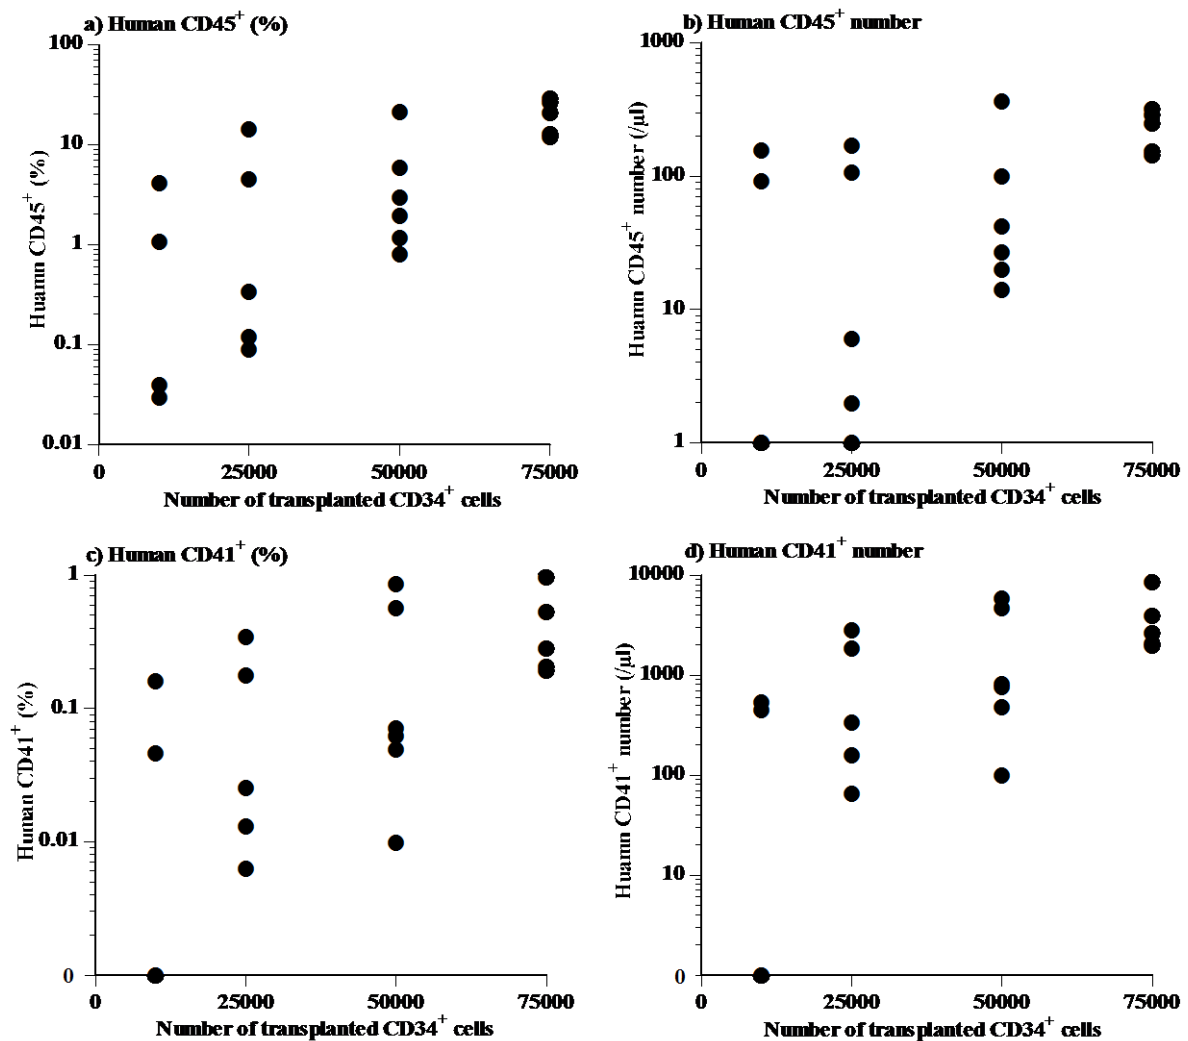 a) Human CD45⁺ (%)
100
10
1
0.1
0.01
Huamn CD45⁺ (%)
0 25000 50000 75000
Number of transplanted CD34⁺ cells
b) Human CD45⁺ number
1000
100
10
1
Huamn CD45⁺ number (/μl)
0 25000 50000 75000
Number of transplanted CD34⁺ cells
c) Human CD41⁺ (%)
1
0.1
0.01
0
Human CD41⁺ (%)
0 25000 50000 75000
Number of transplanted CD34⁺ cells
d) Human CD41⁺ number
10000
1000
100
10
0
Huamn CD41⁺ number (/μl)
0 25000 50000 75000
Number of transplanted CD34⁺ cells